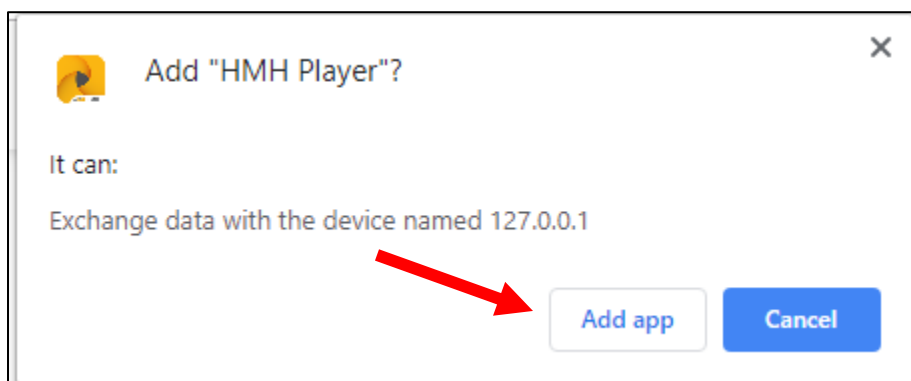 Add "HMH Player"?
It can:
Exchange data with the device named 127.0.0.1
Add app
Cancel